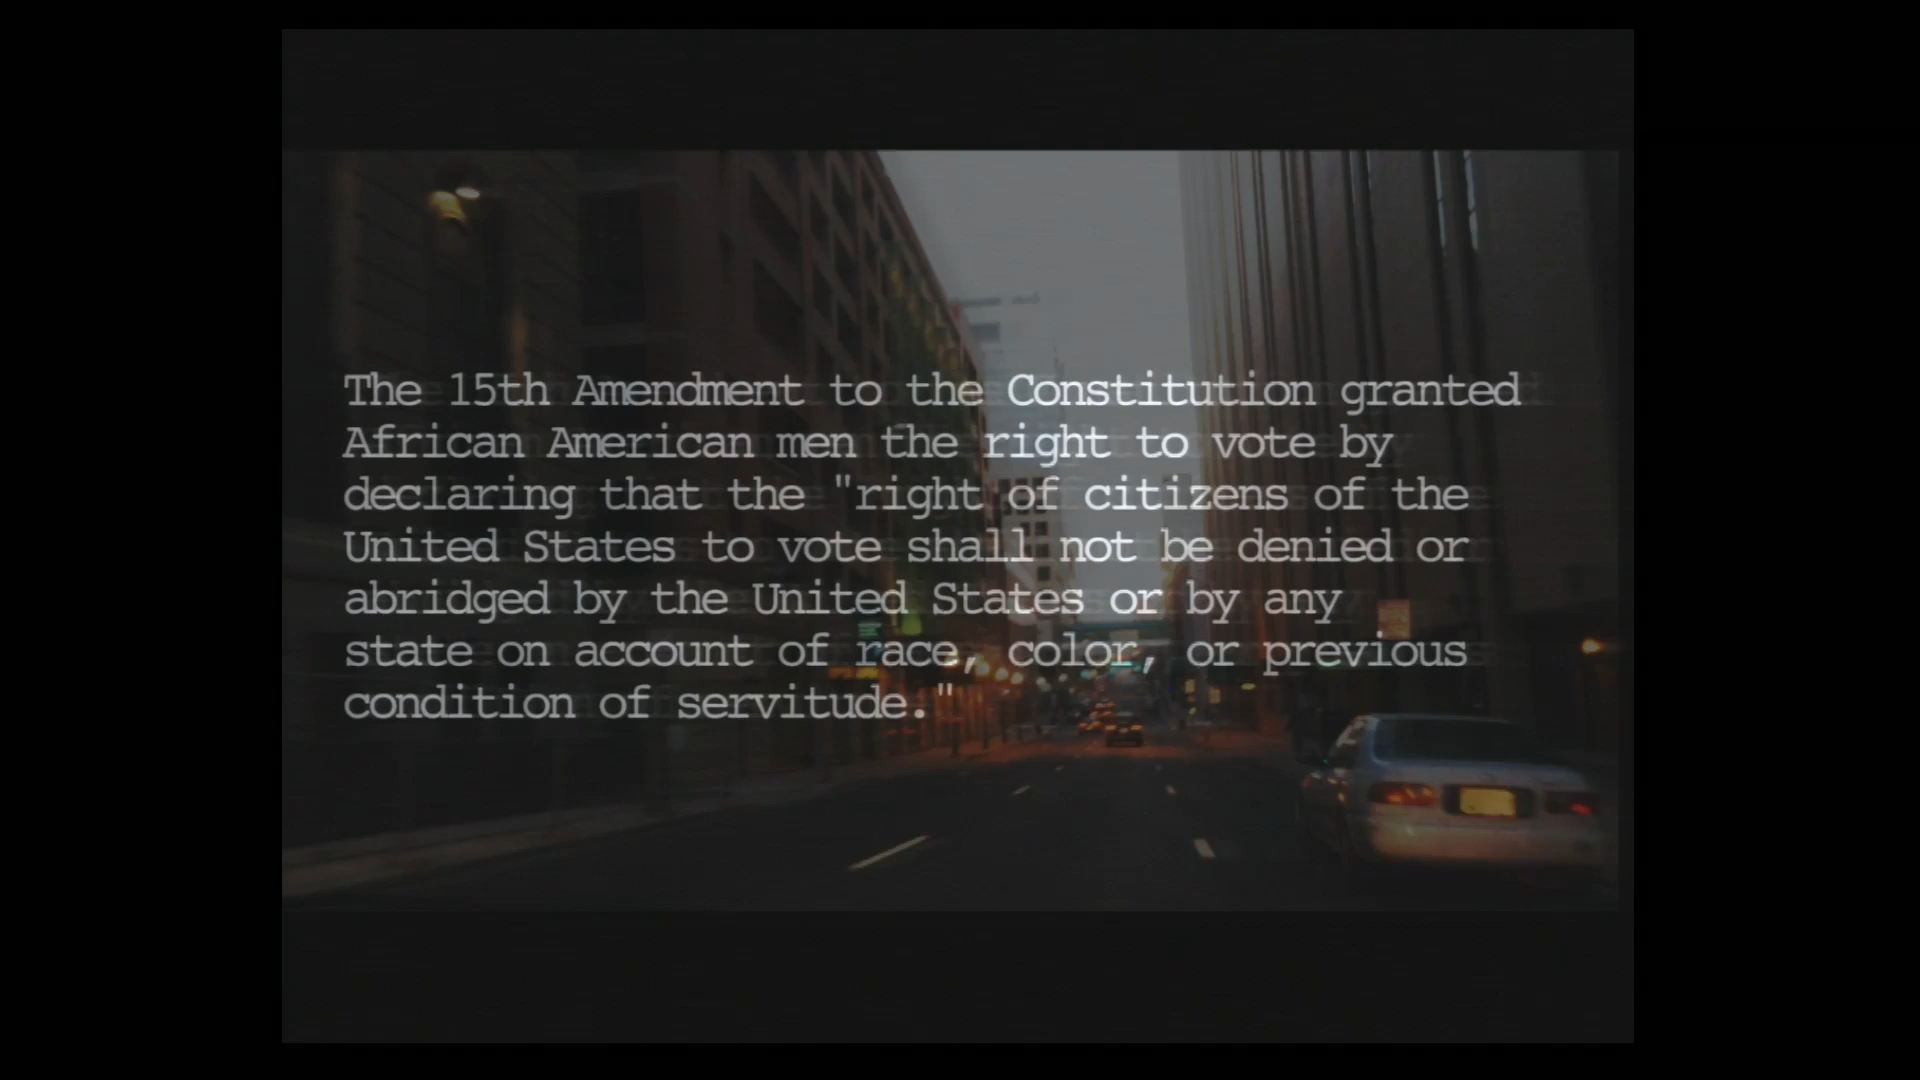 The 15th Amendment to the Constitution granted
African American men the right to vote by
declaring that the "right of citizens of the
United States to vote shall not be denied or
abridged by the United States or by any
state on account of race, color, or previous
condition of servitude."